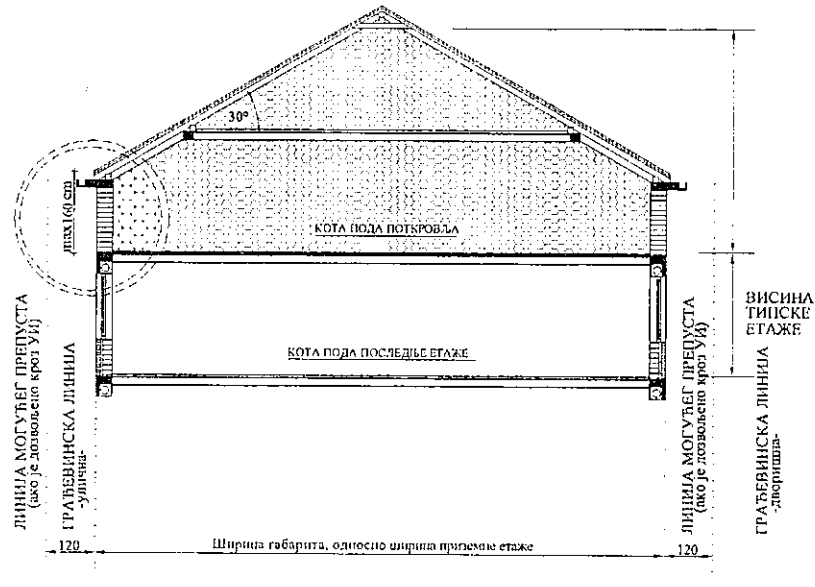 30°
max 160 cm
КОТА ПОДА ПОТКРОВЉА
ВИСИНА
ТИПСКЕ
ЕТАЖЕ
КОТА ПОДА ПОСЛЕДЊЕ ЕТАЖЕ
ЛИНИЈА МОГУЋЕГ ПРЕПУСТА
(ако је дозвољено кроз УИ)
ГРАЂЕВИНСКА ЛИНИЈА
-улична-
ЛИНИЈА МОГУЋЕГ ПРЕПУСТА
(ако је дозвољено кроз УИ)
ГРАЂЕВИНСКА ЛИНИЈА
-дворишна-
120
Ширина габарита, односно ширина приземне етаже
120